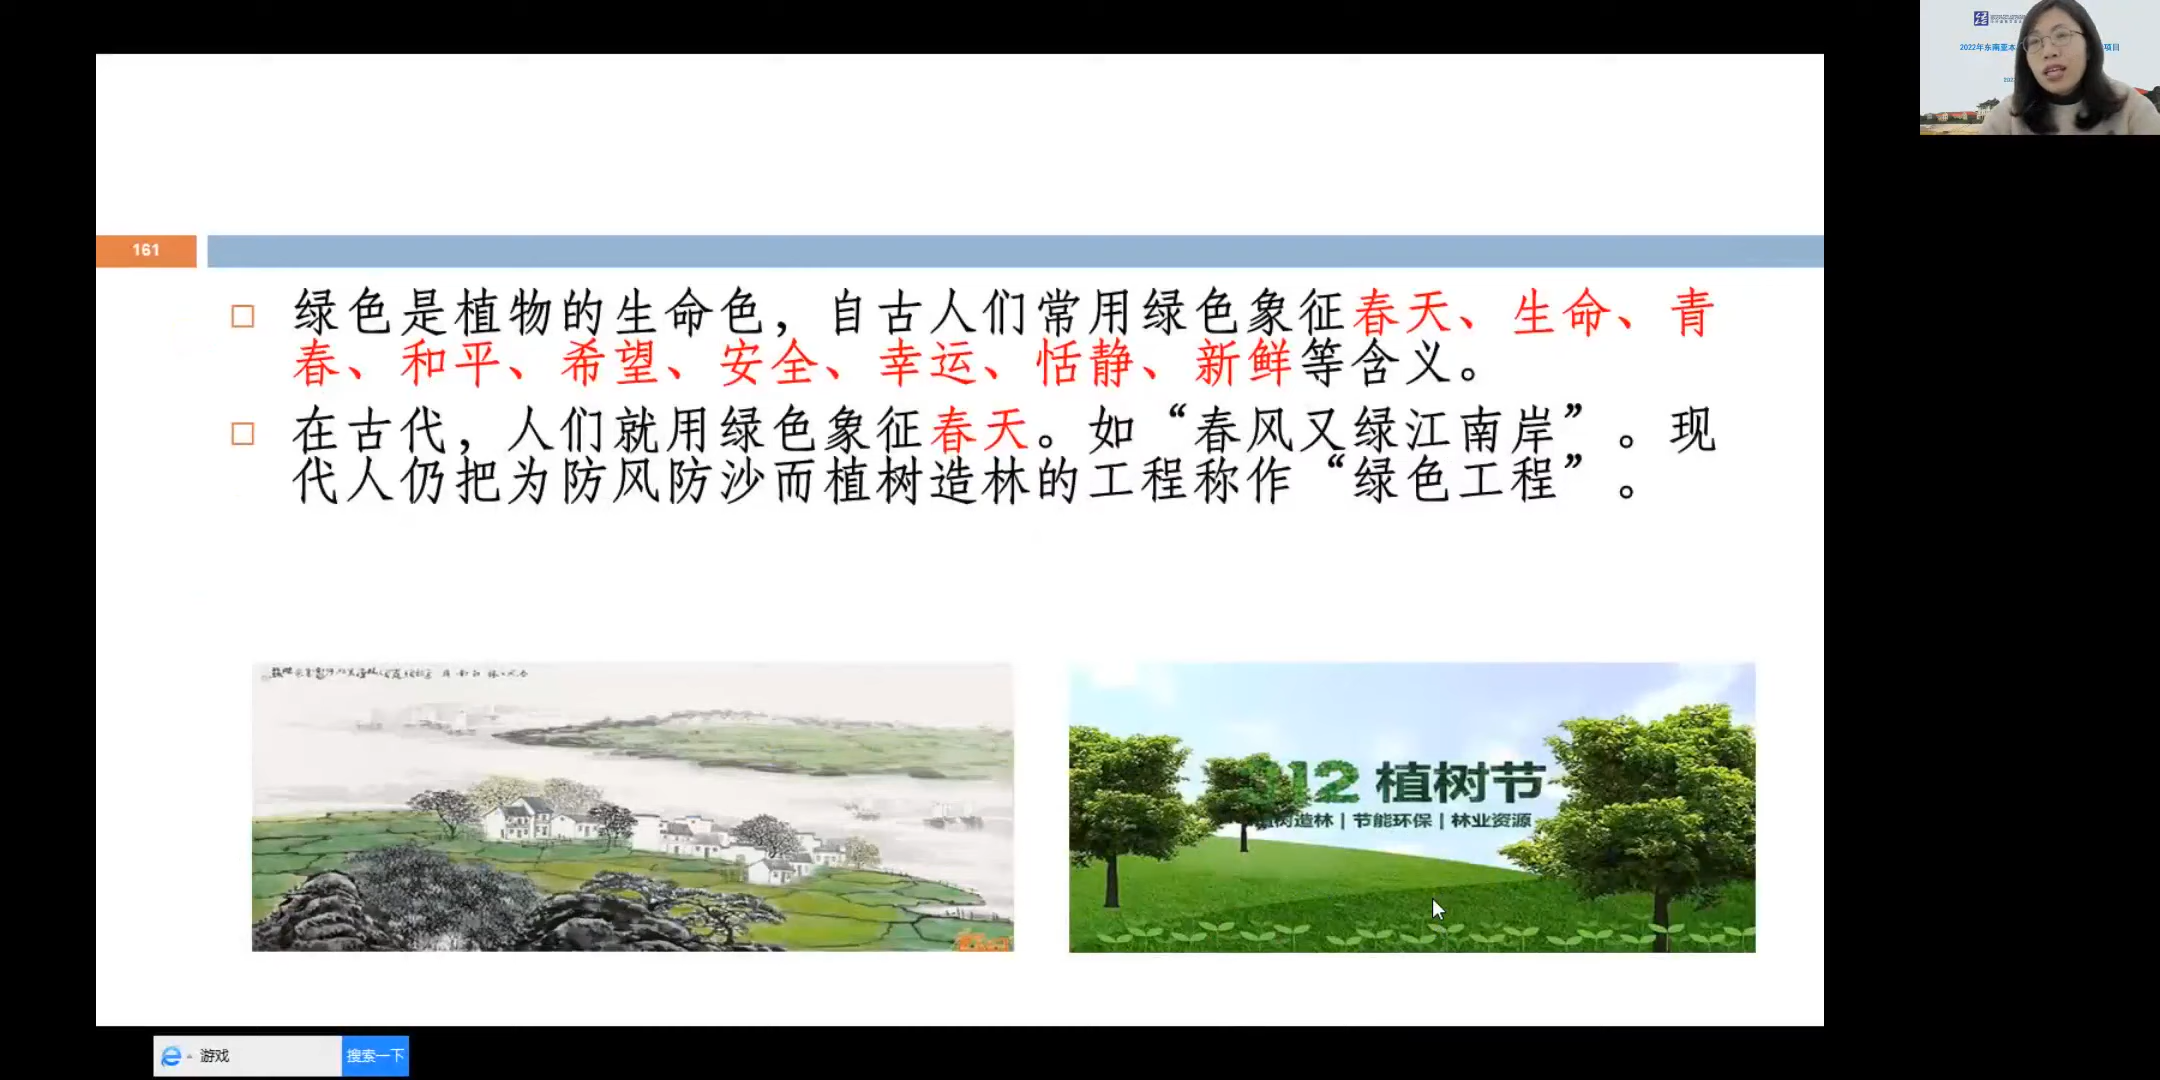 2022年东南亚本
项目
161
绿色是植物的生命色，自古人们常用绿色象征春天、生命、青
春、和平、希望、安全、幸运、恬静、新鲜等含义。
在古代，人们就用绿色象征春天。如“春风又绿江南岸”。现
代人仍把为防风防沙而植树造林的工程称作“绿色工程”。
312 植树节
植树造林 | 节能环保 | 林业资源
游戏
搜索一下